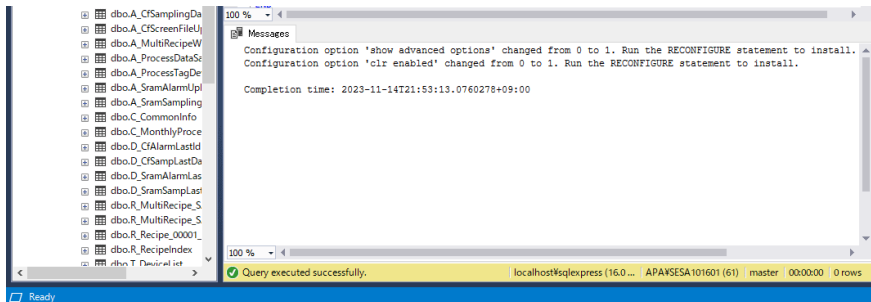 dbo.A_CfSamplingDa
dbo.A_CfScreenFileU
dbo.A_MultiRecipeW
dbo.A_ProcessDataSa
dbo.A_ProcessTagDe
dbo.A_SramAlarmUpl
dbo.A_SramSampling
dbo.C_CommonInfo
dbo.C_MonthlyProce
dbo.D_CfAlarmLastId
dbo.D_CfSampLastDa
dbo.D_SramAlarmLas
dbo.D_SramSampLast
dbo.R_MultiRecipe_S
dbo.R_MultiRecipe_S
dbo.R_Recipe_00001_
dbo.R_RecipeIndex
dbo.T_DeviceList
100 %
Messages
Configuration option 'show advanced options' changed from 0 to 1. Run the RECONFIGURE statement to install.
Configuration option 'clr enabled' changed from 0 to 1. Run the RECONFIGURE statement to install.
Completion time: 2023-11-14T21:53:13.0760278+09:00
100 %
Query executed successfully.
localhost¥sqlexpress (16.0 ...
APA¥SESA101601 (61)
master
00:00:00
0 rows
Ready